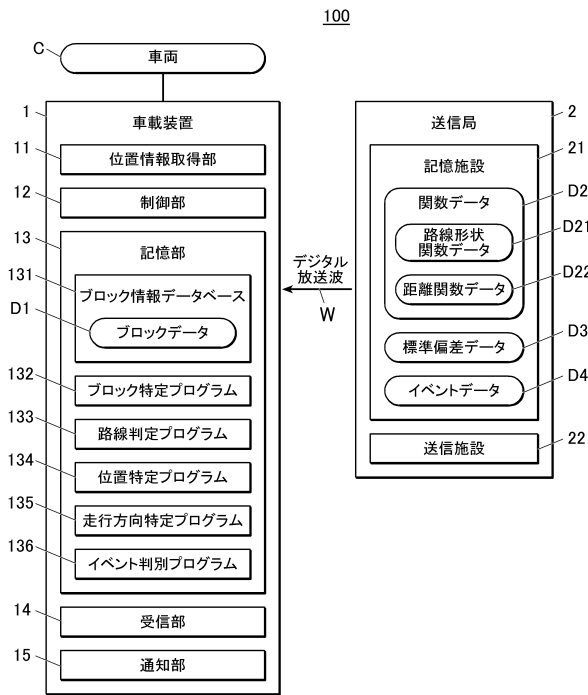 100
C
車両
1
車載装置
11
位置情報取得部
12
制御部
13
記憶部
131
ブロック情報データベース
D1
ブロックデータ
132
ブロック特定プログラム
133
路線判定プログラム
134
位置特定プログラム
135
走行方向特定プログラム
136
イベント判別プログラム
14
受信部
15
通知部
デジタル
放送波
W
2
送信局
21
記憶施設
D2
関数データ
D21
路線形状
関数データ
D22
距離関数データ
D3
標準偏差データ
D4
イベントデータ
22
送信施設